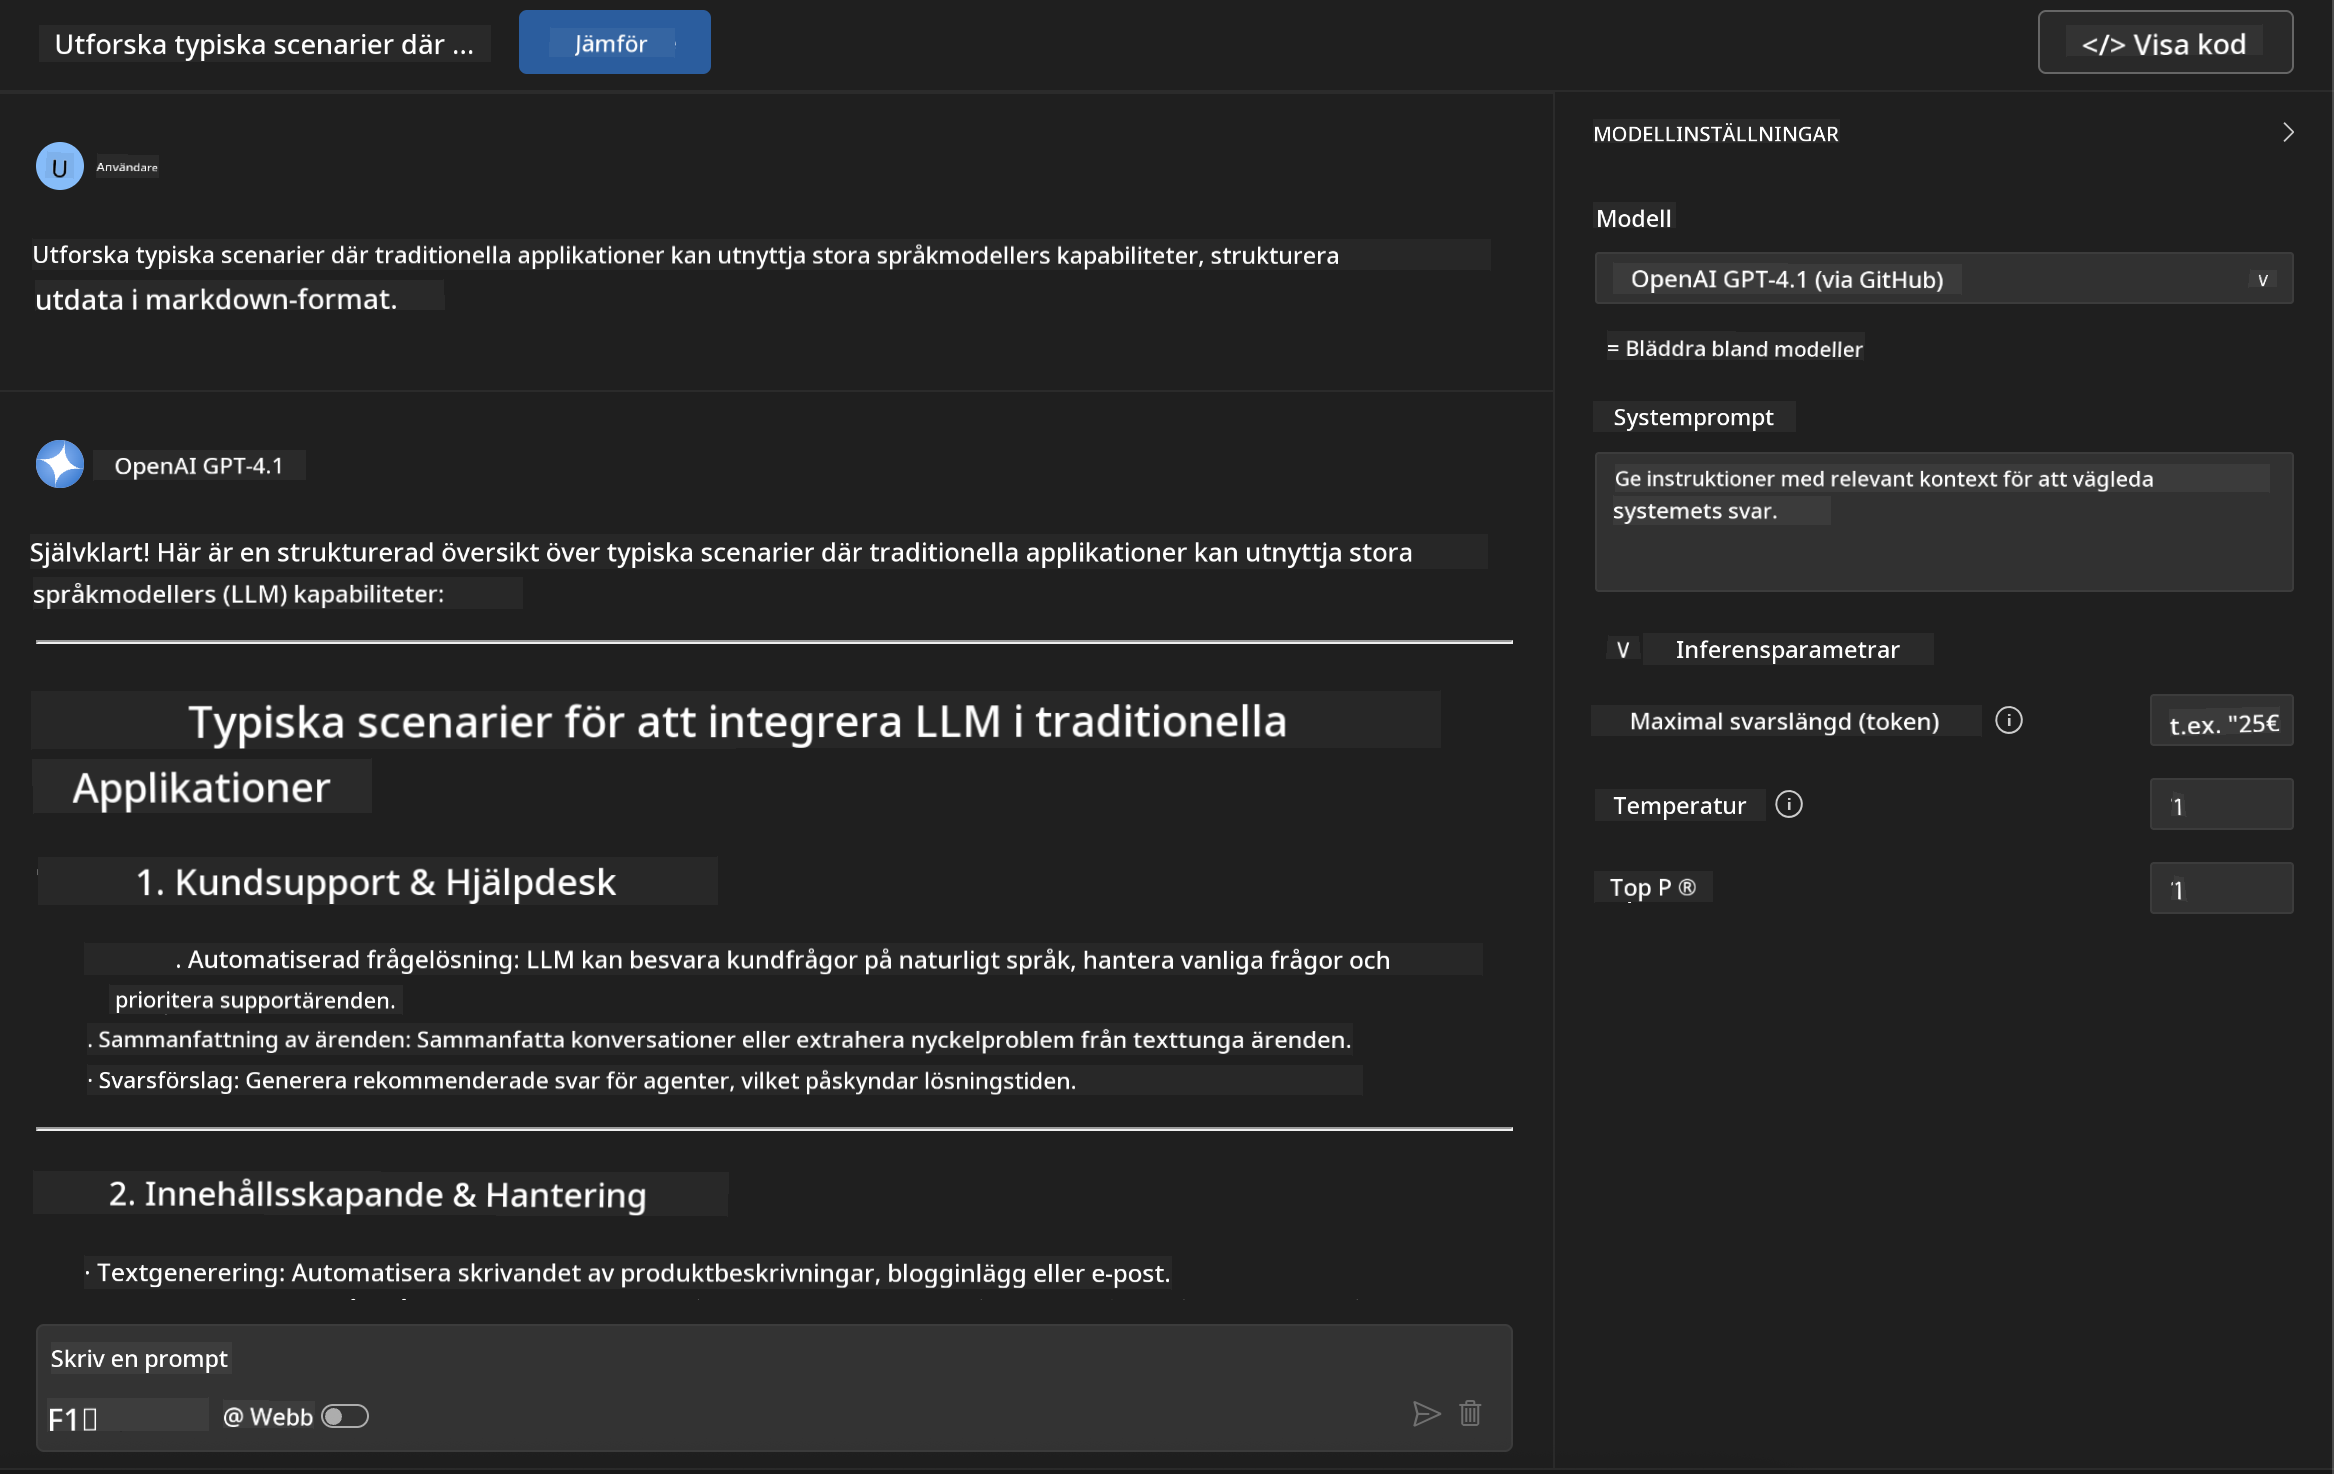 Utforska typiska scenarier där ...
Jämför
</> Visa kod
U
Användare
Utforska typiska scenarier där traditionella applikationer kan utnyttja stora språkmodellers kapabiliteter, strukturera
utdata i markdown-format.
OpenAI GPT-4.1
Självklart! Här är en strukturerad översikt över typiska scenarier där traditionella applikationer kan utnyttja stora
språkmodellers (LLM) kapabiliteter:
Typiska scenarier för att integrera LLM i traditionella
Applikationer
1. Kundsupport & Hjälpdesk
. Automatiserad frågelösning: LLM kan besvara kundfrågor på naturligt språk, hantera vanliga frågor och
prioritera supportärenden.
. Sammanfattning av ärenden: Sammanfatta konversationer eller extrahera nyckelproblem från texttunga ärenden.
· Svarsförslag: Generera rekommenderade svar för agenter, vilket påskyndar lösningstiden.
2. Innehållsskapande & Hantering
· Textgenerering: Automatisera skrivandet av produktbeskrivningar, blogginlägg eller e-post.
Skriv en prompt
F1▯
@ Webb
MODELLINSTÄLLNINGAR
Modell
OpenAI GPT-4.1 (via GitHub)
v
= Bläddra bland modeller
Systemprompt
Ge instruktioner med relevant kontext för att vägleda
systemets svar.
V Inferensparametrar
Maximal svarslängd (token)
t.ex. "25€
Temperatur
1
Top P ®
1